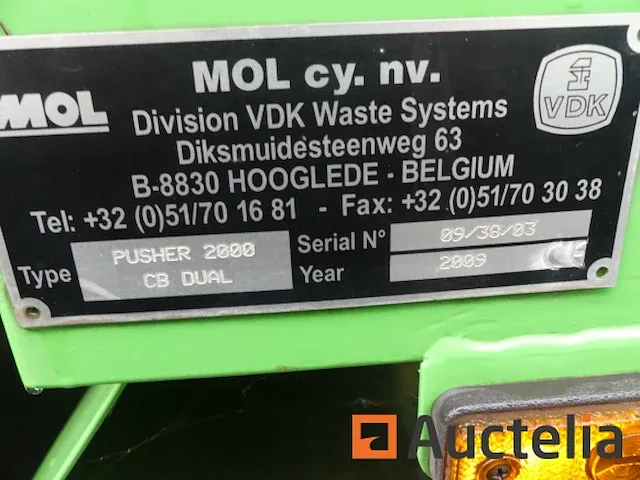 MOL
MOL cy. nv.
VDK
Division VDK Waste Systems
Diksmuidesteenweg 63
B-8830 HOOGLEDE - BELGIUM
Tel: +32 (0)51/70 16 81 - Fax: +32 (0)51/70 30 38
Type PUSHER 2000
CB DUAL
Serial N° 09/38/03
Year 2009 CE
Auctelia